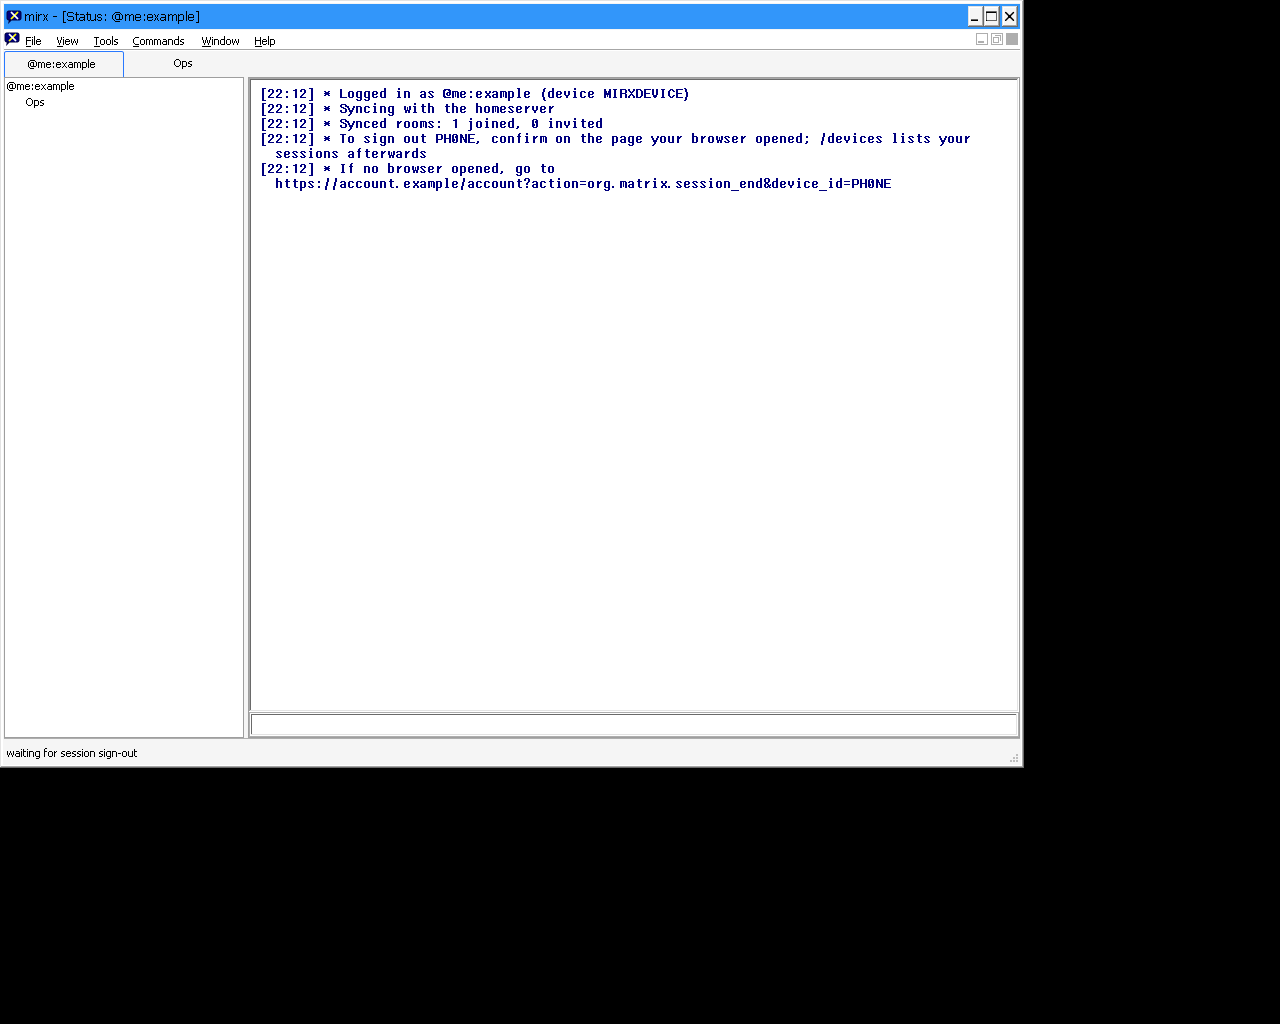 mirx - [Status: @me:example]
File View Tools Commands Window Help
@me:example Ops
@me:example
Ops
[22:12] * Logged in as @me:example (device MIRXDEVICE)
[22:12] * Syncing with the homeserver
[22:12] * Synced rooms: 1 joined, 0 invited
[22:12] * To sign out PH0NE, confirm on the page your browser opened; /devices lists your
sessions afterwards
[22:12] * If no browser opened, go to
https://account.example/account?action=org.matrix.session_end&device_id=PH0NE
waiting for session sign-out